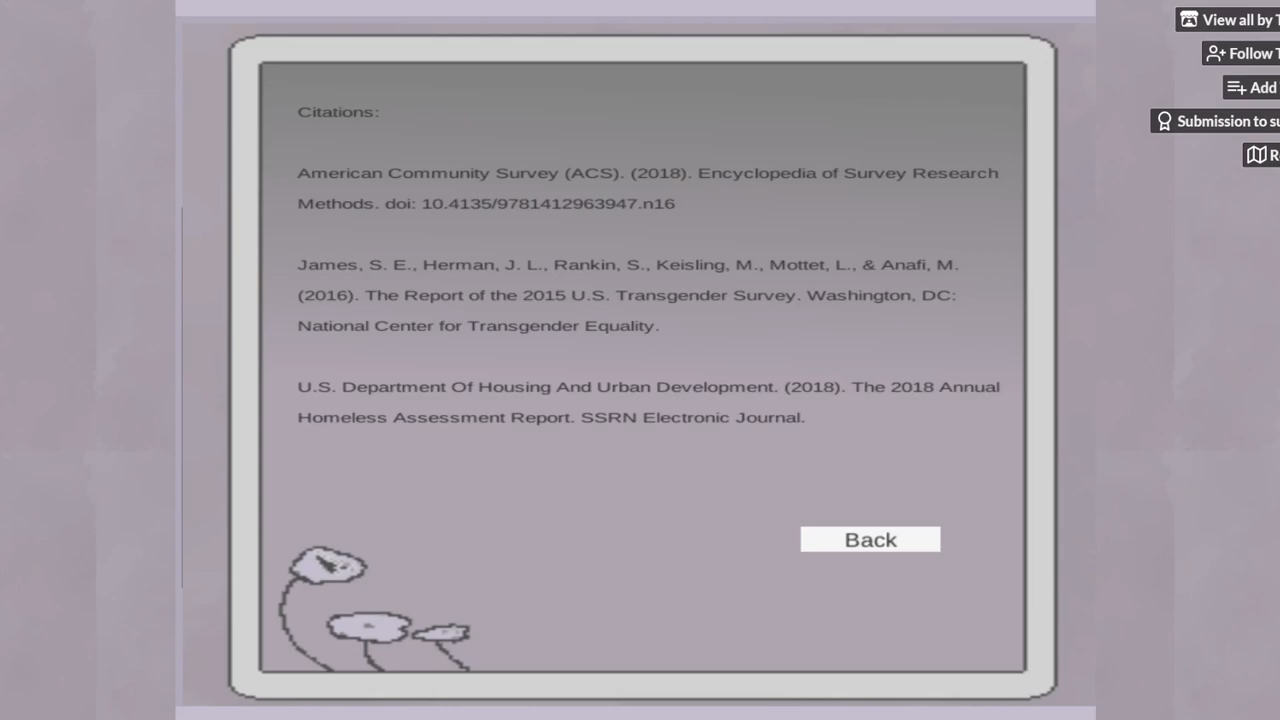 View all by
Follow
Add
Submission to
Citations:
American Community Survey (ACS). (2018). Encyclopedia of Survey Research
Methods. doi: 10.4135/9781412963947.n16
James, S. E., Herman, J. L., Rankin, S., Keisling, M., Mottet, L., & Anafi, M.
(2016). The Report of the 2015 U.S. Transgender Survey. Washington, DC:
National Center for Transgender Equality.
U.S. Department Of Housing And Urban Development. (2018). The 2018 Annual
Homeless Assessment Report. SSRN Electronic Journal.
Back